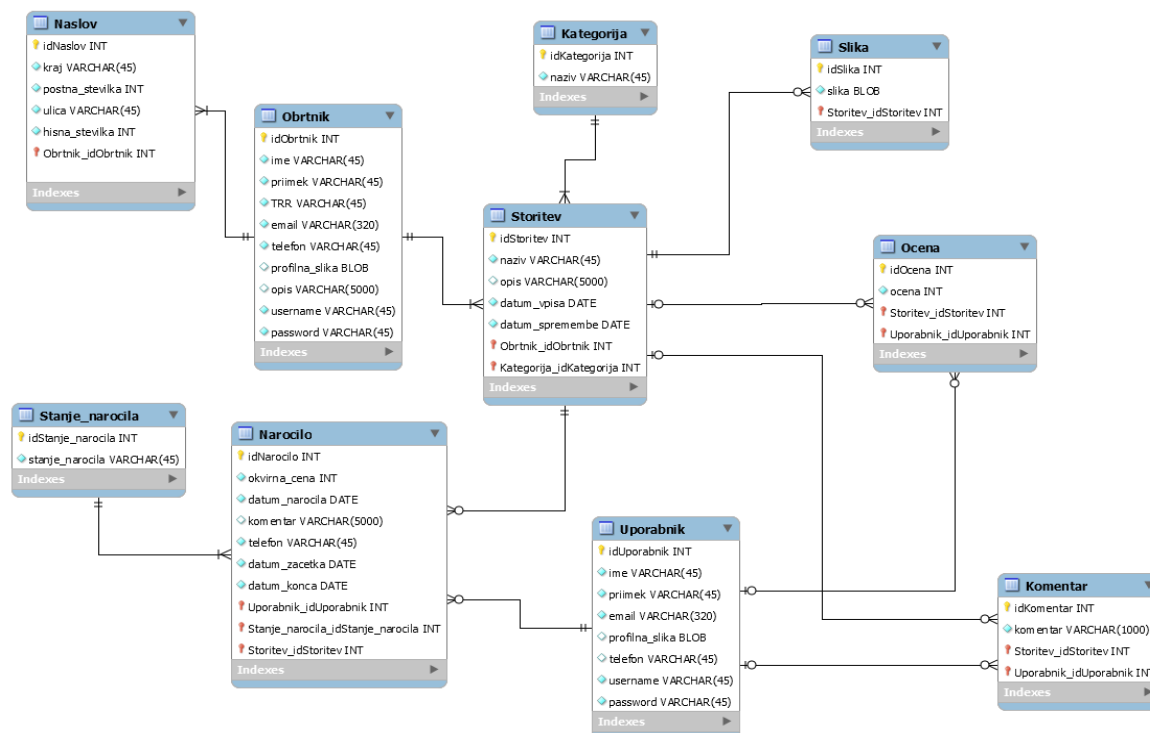 Naslov
idNaslov INT
kraj VARCHAR(45)
postna_stevilka INT
ulica VARCHAR(45)
hisna_stevilka INT
Obrtnik_idObrtnik INT
Indexes
Obrtnik
idObrtnik INT
ime VARCHAR(45)
priimek VARCHAR(45)
TRR VARCHAR(45)
email VARCHAR(320)
telefon VARCHAR(45)
profilna_slika BLOB
opis VARCHAR(5000)
username VARCHAR(45)
password VARCHAR(45)
Indexes
Kategorija
idKategorija INT
naziv VARCHAR(45)
Indexes
Slika
idSlika INT
slika BLOB
Storitev_idStoritev INT
Indexes
Storitev
idStoritev INT
naziv VARCHAR(45)
opis VARCHAR(5000)
datum_vpisa DATE
datum_spremembe DATE
Obrtnik_idObrtnik INT
Kategorija_idKategorija INT
Indexes
Ocena
idOcena INT
ocena INT
Storitev_idStoritev INT
Uporabnik_idUporabnik INT
Indexes
Stanje_narocila
idStanje_narocila INT
stanje_narocila VARCHAR(45)
Indexes
Narocilo
idNarocilo INT
okvirna_cena INT
datum_narocila DATE
komentar VARCHAR(5000)
telefon VARCHAR(45)
datum_zacetka DATE
datum_konca DATE
Uporabnik_idUporabnik INT
Stanje_narocila_idStanje_narocila INT
Storitev_idStoritev INT
Indexes
Uporabnik
idUporabnik INT
ime VARCHAR(45)
priimek VARCHAR(45)
email VARCHAR(320)
profilna_slika BLOB
telefon VARCHAR(45)
username VARCHAR(45)
password VARCHAR(45)
Indexes
Komentar
idKomentar INT
komentar VARCHAR(1000)
Storitev_idStoritev INT
Uporabnik_idUporabnik INT
Indexes